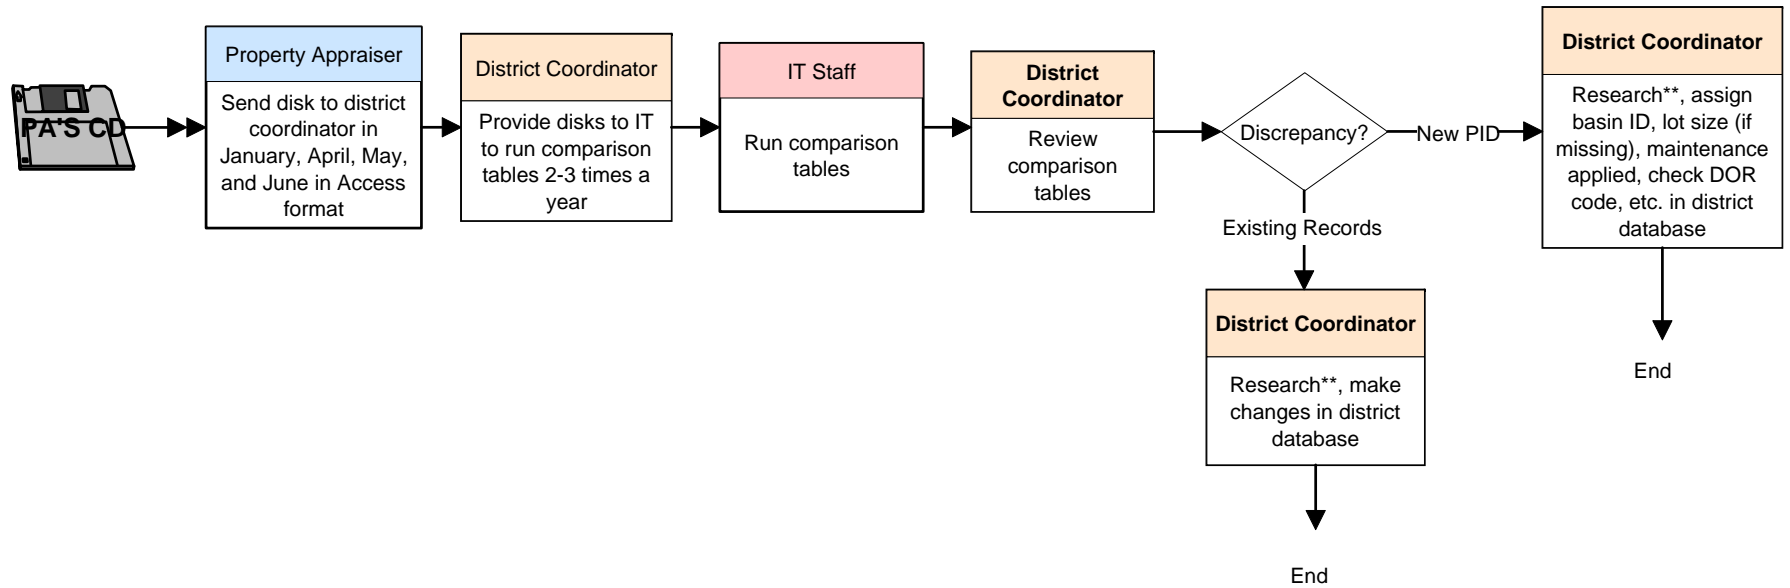 PA'S CD
Property Appraiser
Send disk to district
coordinator in
January, April, May,
and June in Access
format
District Coordinator
Provide disks to IT
to run comparison
tables 2-3 times a
year
IT Staff
Run comparison
tables
District
Coordinator
Review
comparison
tables
Discrepancy?
New PID
District Coordinator
Research**, assign
basin ID, lot size (if
missing), maintenance
applied, check DOR
code, etc. in district
database
End
Existing Records
District Coordinator
Research**, make
changes in district
database
End